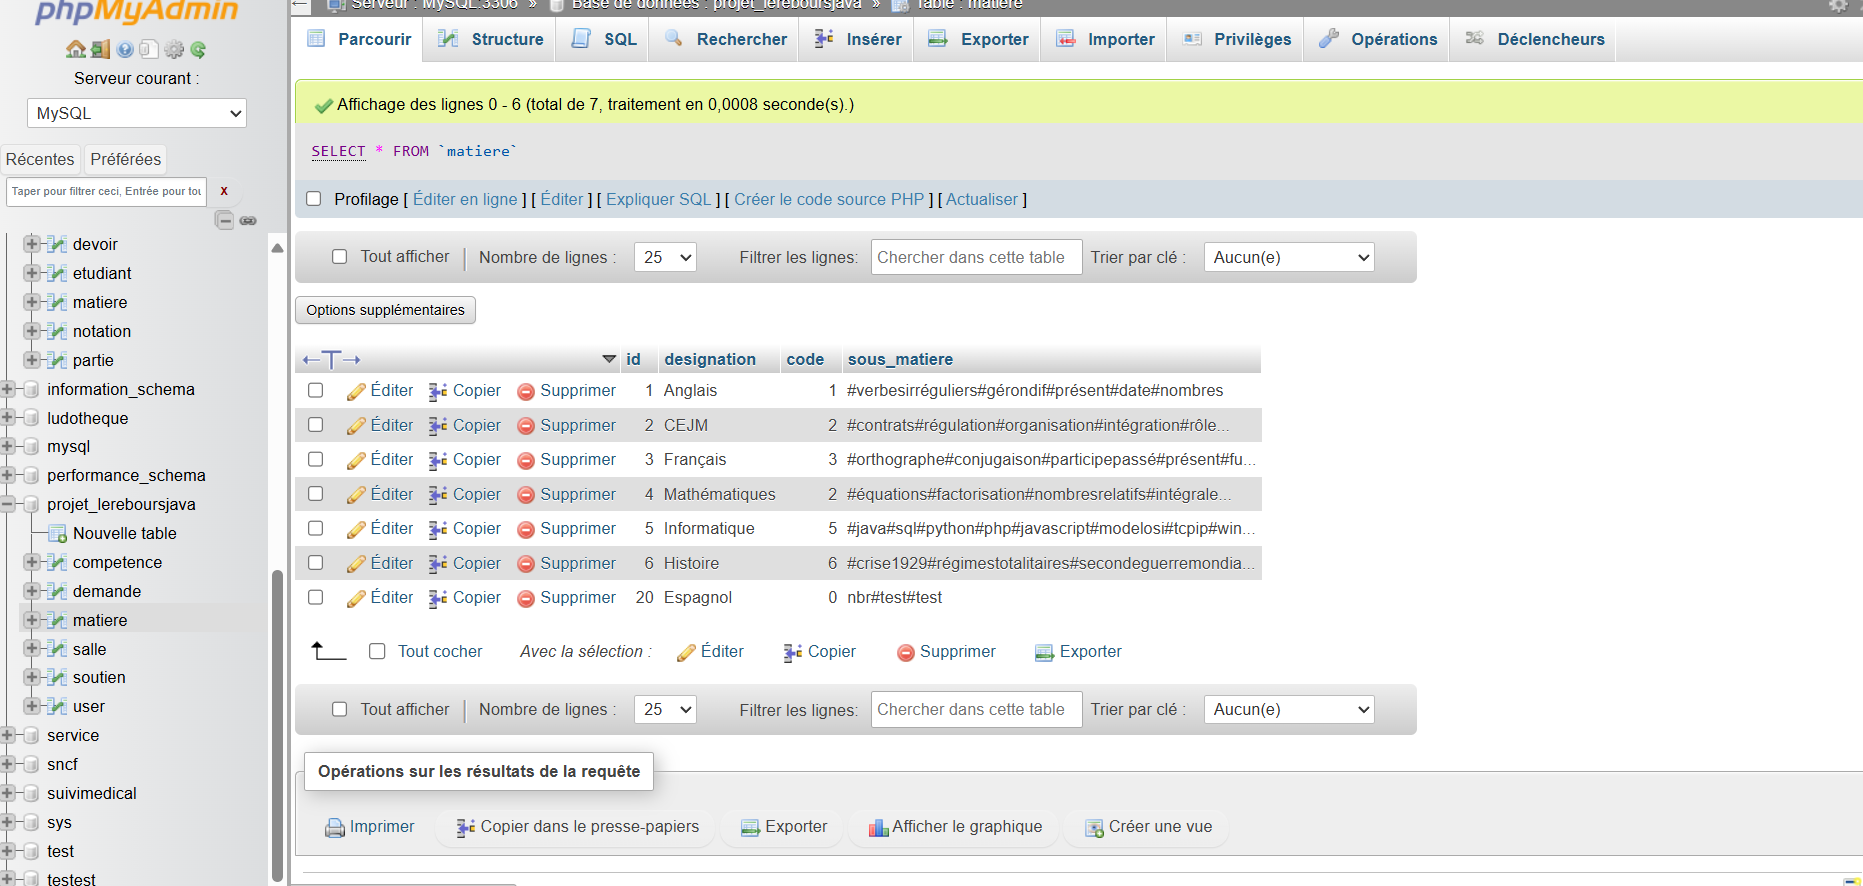 phpMyAdmin
Serveur courant :
MySQL
Récentes Préférées
Taper pour filtrer ceci, Entrée pour tou X
devoir
etudiant
matiere
notation
partie
information_schema
ludotheque
mysql
performance_schema
projet_lereboursjava
Nouvelle table
competence
demande
matiere
salle
soutien
user
service
sncf
suivimedical
sys
test
testest
Serveur : MySQL:3306 » Base de données : projet_lereboursjava » Table : matiere
Parcourir Structure SQL Rechercher Insérer Exporter Importer Privilèges Opérations Déclencheurs
Affichage des lignes 0 - 6 (total de 7, traitement en 0,0008 seconde(s).)
SELECT * FROM `matiere`
Profilage [ Éditer en ligne ] [ Éditer ] [ Expliquer SQL ] [ Créer le code source PHP ] [ Actualiser ]
Tout afficher Nombre de lignes : 25 Filtrer les lignes: Chercher dans cette table Trier par clé : Aucun(e)
Options supplémentaires
←T→ id designation code sous_matiere
Éditer Copier Supprimer 1 Anglais 1 #verbesirréguliers#gérondif#présent#date#nombres
Éditer Copier Supprimer 2 CEJM 2 #contrats#régulation#organisation#intégration#rôle...
Éditer Copier Supprimer 3 Français 3 #orthographe#conjugaison#participepassé#présent#fu...
Éditer Copier Supprimer 4 Mathématiques 2 #équations#factorisation#nombresrelatifs#intégrale...
Éditer Copier Supprimer 5 Informatique 5 #java#sql#python#php#javascript#modelosi#tcpip#win...
Éditer Copier Supprimer 6 Histoire 6 #crise1929#régimestotalitaires#secondeguerremondia...
Éditer Copier Supprimer 20 Espagnol 0 nbr#test#test
Tout cocher Avec la sélection : Éditer Copier Supprimer Exporter
Tout afficher Nombre de lignes : 25 Filtrer les lignes: Chercher dans cette table Trier par clé : Aucun(e)
Opérations sur les résultats de la requête
Imprimer Copier dans le presse-papiers Exporter Afficher le graphique Créer une vue